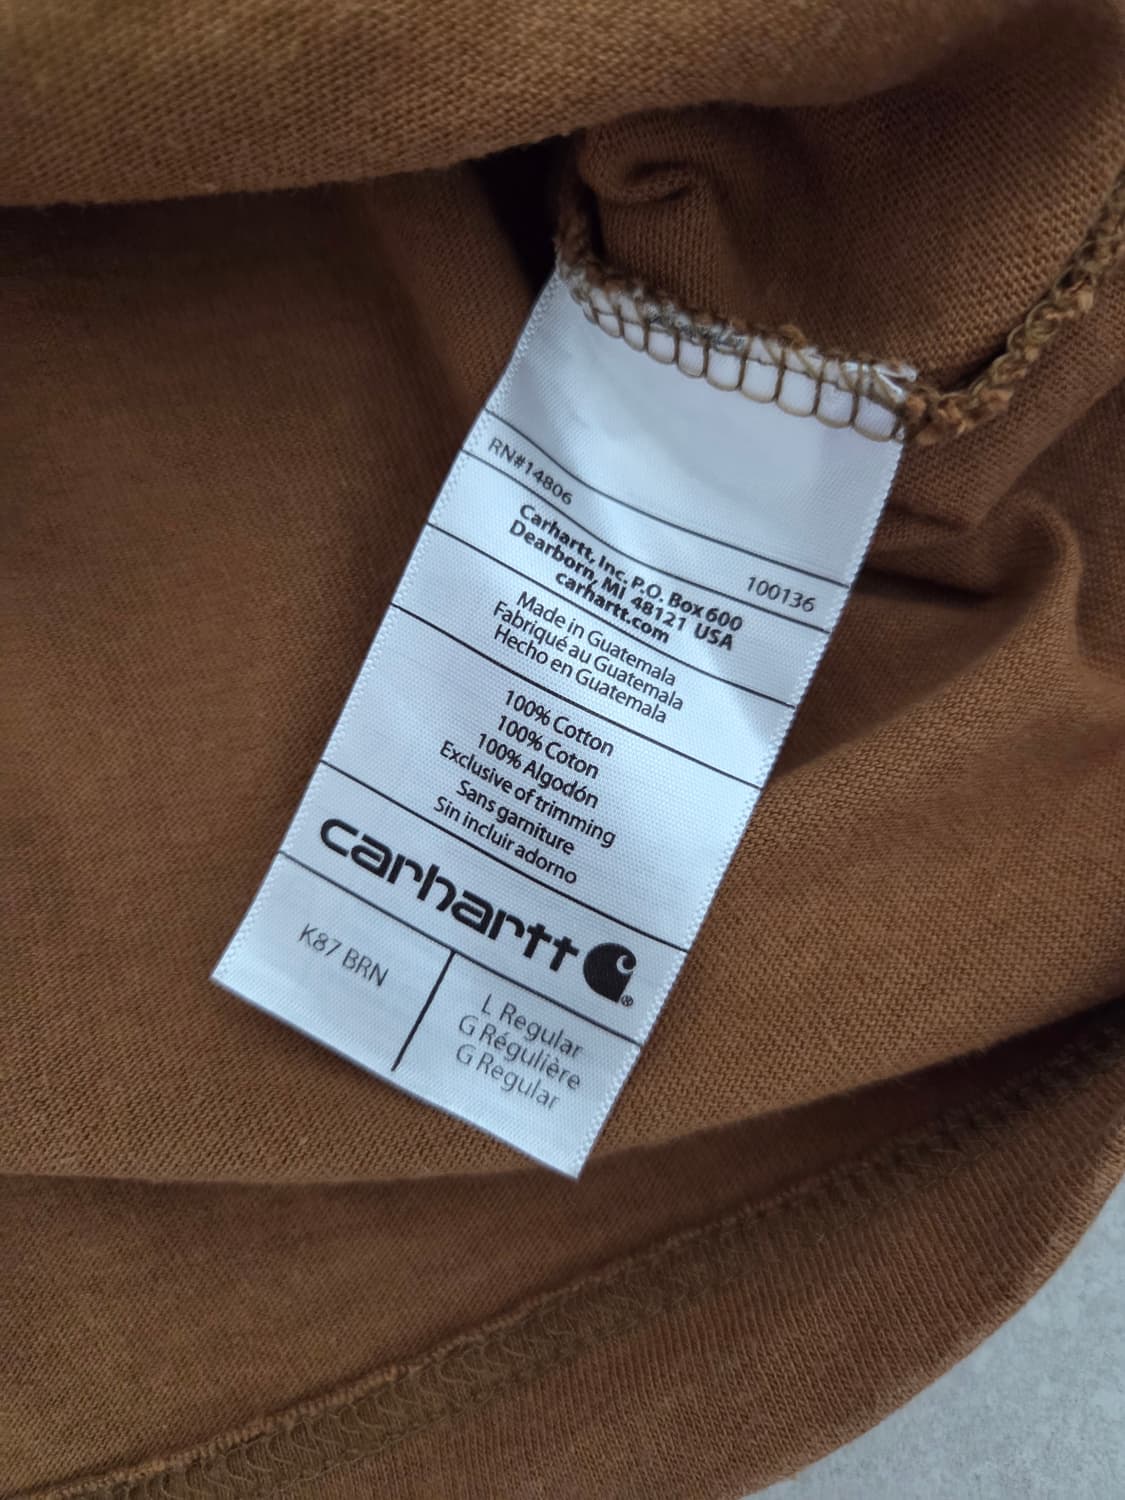 RN#14806 100136
Carhartt, Inc. P.O. Box 600
Dearborn, MI 48121 USA
carhartt.com
Made in Guatemala
Fabriqué au Guatemala
Hecho en Guatemala
100% Cotton
100% Coton
100% Algodón
Exclusive of trimming
Sans garniture
Sin incluir adorno
carhartt®
K87 BRN
L Regular
G Régulière
G Regular